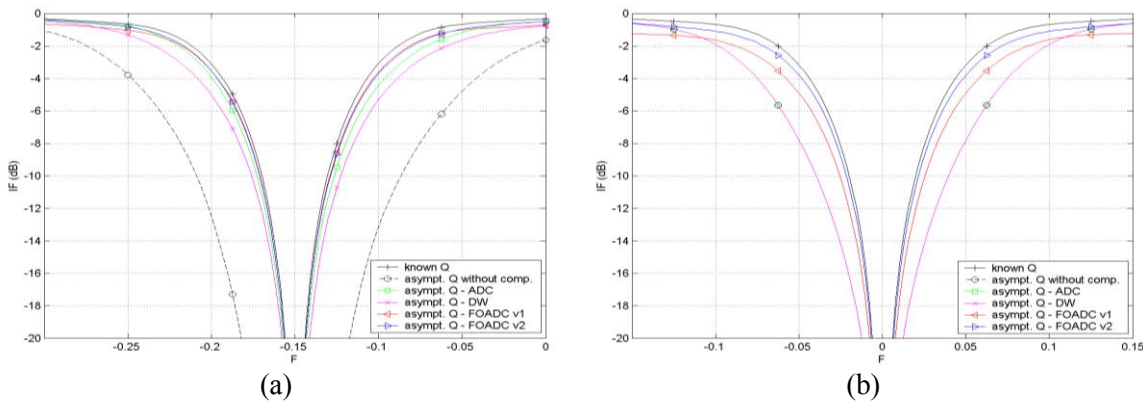 0
-2
-4
-6
-8
-10
-12
-14
-16
-18
-20
IF (dB)
-0.25 -0.2 -0.15 -0.1 -0.05 0
F
known Q
asympt. Q without comp.
asympt. Q - ADC
asympt. Q - DW
asympt. Q - FOADC v1
asympt. Q - FOADC v2
(a)
0
-2
-4
-6
-8
-10
-12
-14
-16
-18
-20
IF (dB)
-0.1 -0.05 0 0.05 0.1 0.15
F
known Q
asympt. Q without comp.
asympt. Q - ADC
asympt. Q - DW
asympt. Q - FOADC v1
asympt. Q - FOADC v2
(b)